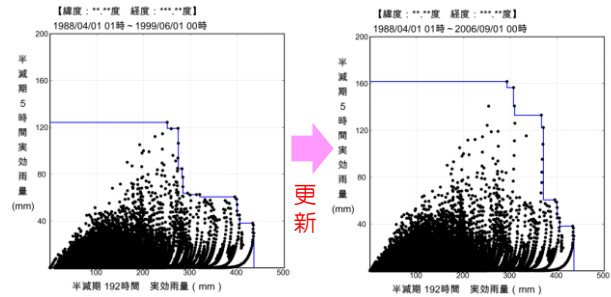 【緯度：**.**度　経度：***.**度】
1988/04/01 01時～1999/06/01 00時
200
160
120
80
40
半減期5時間実効雨量
(mm)
100
200
300
400
500
半減期 192時間　実効雨量（mm）
更新
【緯度：**.**度　経度：***.**度】
1988/04/01 01時～2006/09/01 00時
200
160
120
80
40
半減期5時間実効雨量
(mm)
100
200
300
400
500
半減期 192時間　実効雨量（mm）